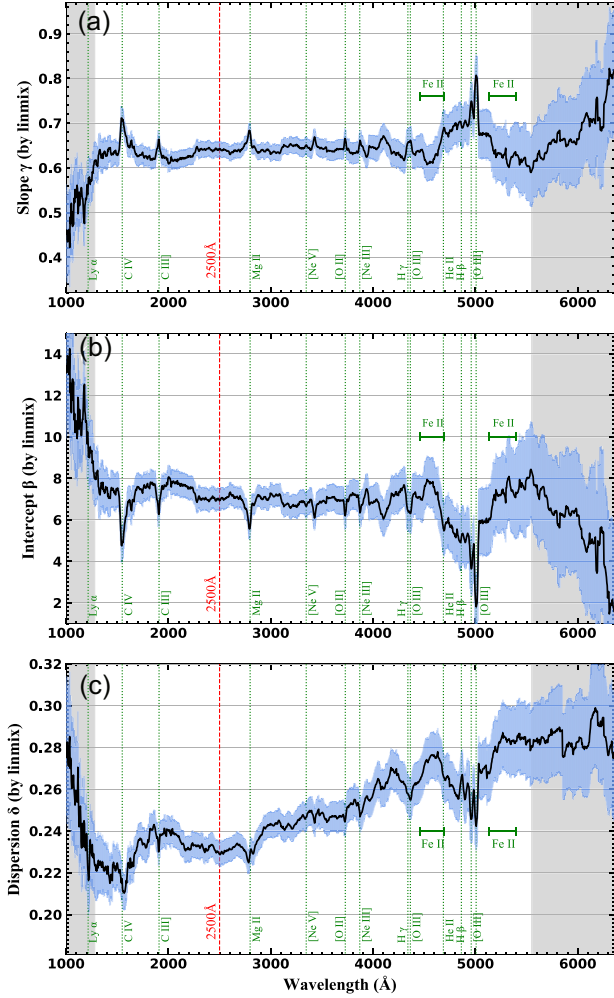 (a)
Slope γ (by linmix)
0.9
0.8
0.7
0.6
0.5
0.4
Fe II
Fe II
Ly α
C IV
C III]
2500Å
Mg II
[Ne V]
[O II]
[Ne III]
H γ
[O III]
He II
H β
[O III]
1000 2000 3000 4000 5000 6000
(b)
Intercept β (by linmix)
14
12
10
8
6
4
2
Fe II
Fe II
Ly α
C IV
C III]
2500Å
Mg II
[Ne V]
[O II]
[Ne III]
H γ
[O III]
He II
H β
[O III]
1000 2000 3000 4000 5000 6000
(c)
Dispersion δ (by linmix)
0.32
0.28
0.26
0.24
0.22
0.20
Fe II
Fe II
Ly α
C IV
C III]
2500Å
Mg II
[Ne V]
[O II]
[Ne III]
H γ
[O III]
He II
H β
[O III]
1000 2000 3000 4000 5000 6000
Wavelength (Å)